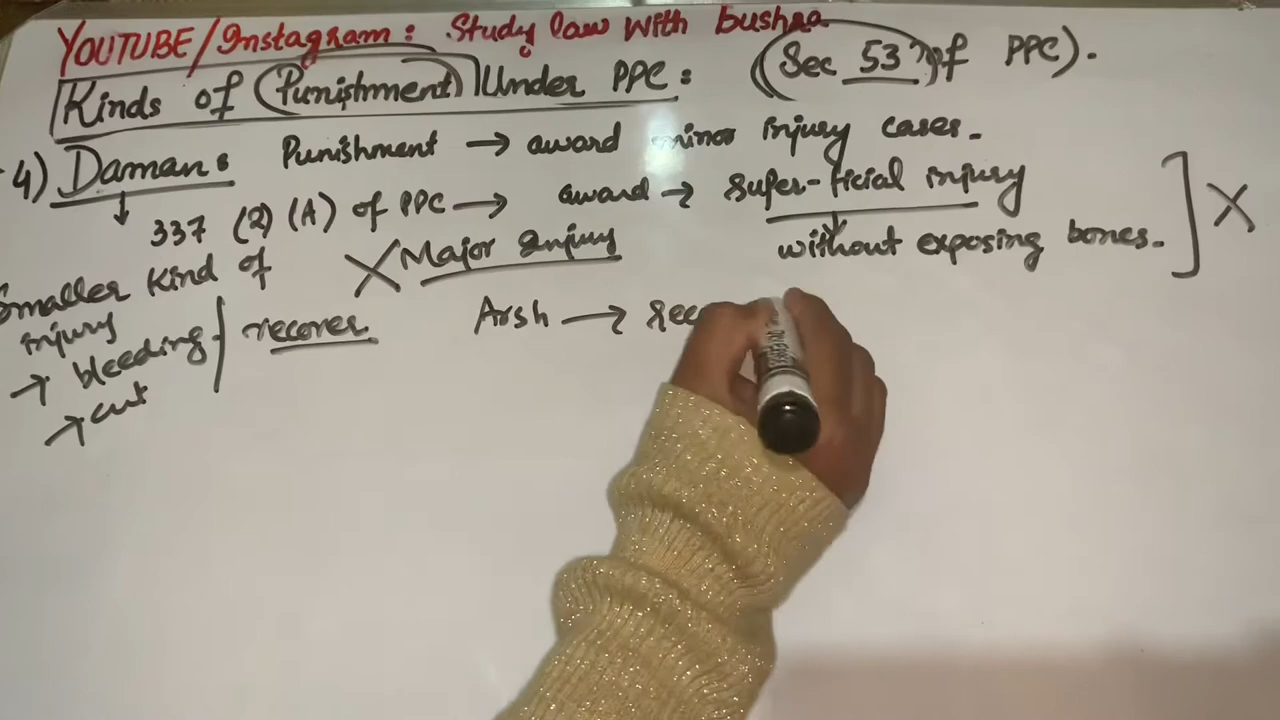 YOUTUBE/Instagram: Study law with bushra
Kinds of (Punishment) Under PPC: (Sec 53 of PPC).
4) Daman: Punishment → award minor injury cases.
↓ 337 (2) (A) of PPC → award → Super-ficial injury
without exposing bones. ] X
Smaller kind of injury
→ bleeding
→ cut
recover
X Major Injury
Arsh →